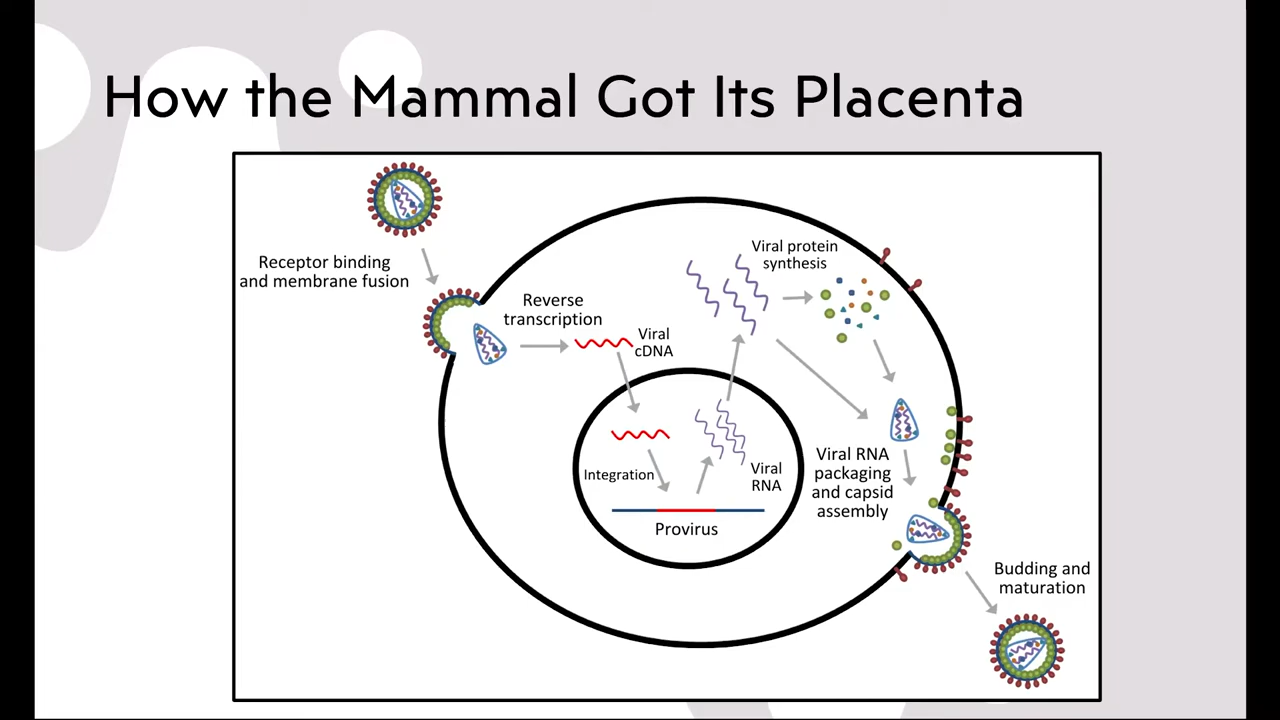 How the Mammal Got Its Placenta
Receptor binding
and membrane fusion
Reverse
transcription
Viral
cDNA
Viral protein
synthesis
Integration
Viral
RNA
Provirus
Viral RNA
packaging
and capsid
assembly
Budding and
maturation